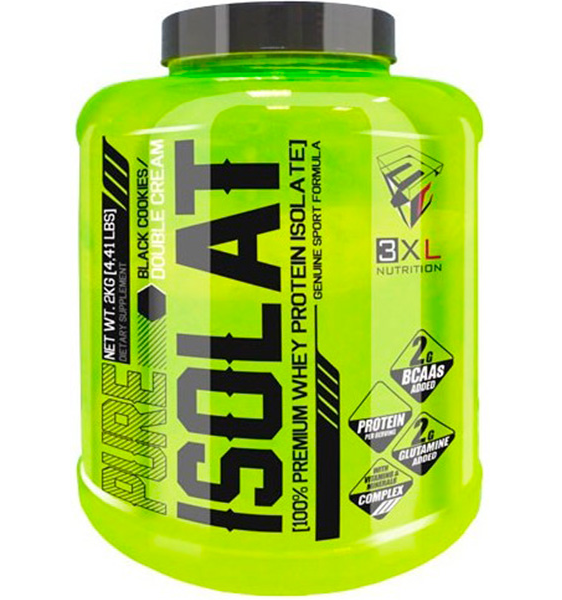 PURE
NET WT. 2KG [4.41 LBS]
DIETARY SUPPLEMENT
BLACK COOKIES/
DOUBLE CREAM
ISOLAT
[100% PREMIUM WHEY PROTEIN ISOLATE]
GENUINE SPORT FORMULA
3XL
NUTRITION
2G
BCAAs
ADDED
PROTEIN
PER SERVING
2G
GLUTAMINE
ADDED
WITH
VITAMINS &
MINERALS
COMPLEX